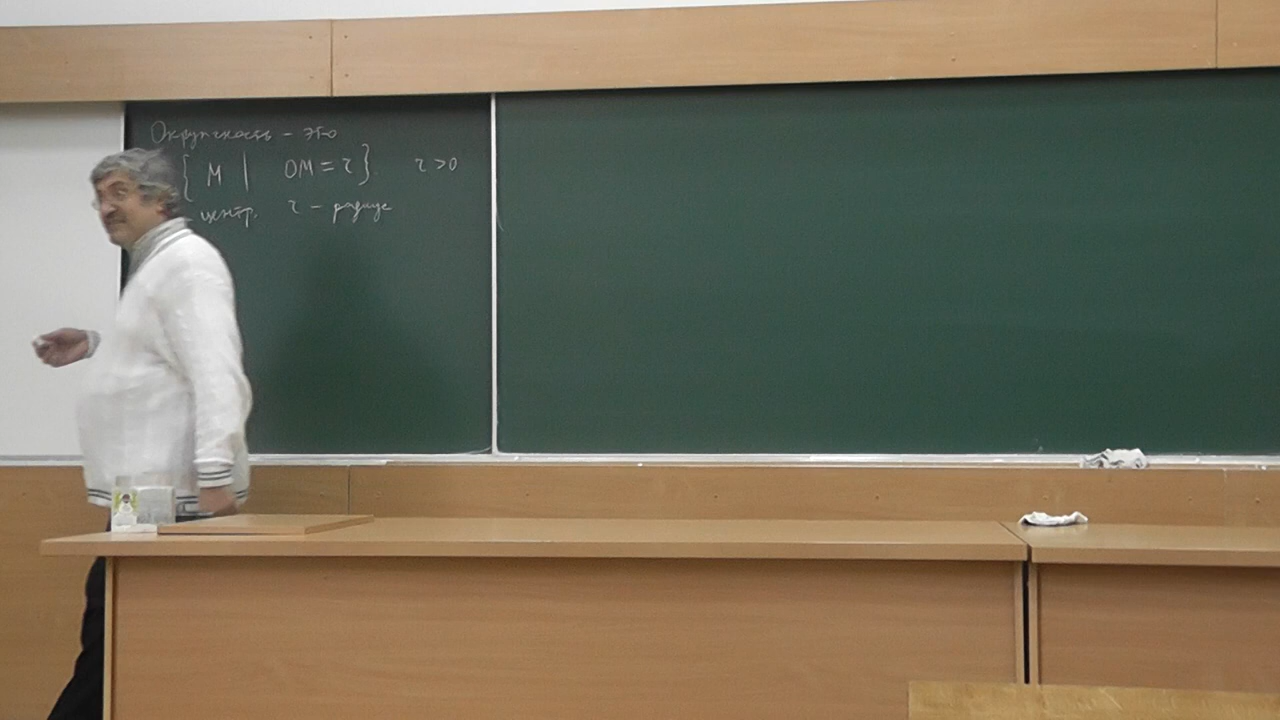 Окружность - это
{ M | OM = r } r > 0
- центр, r - радиус